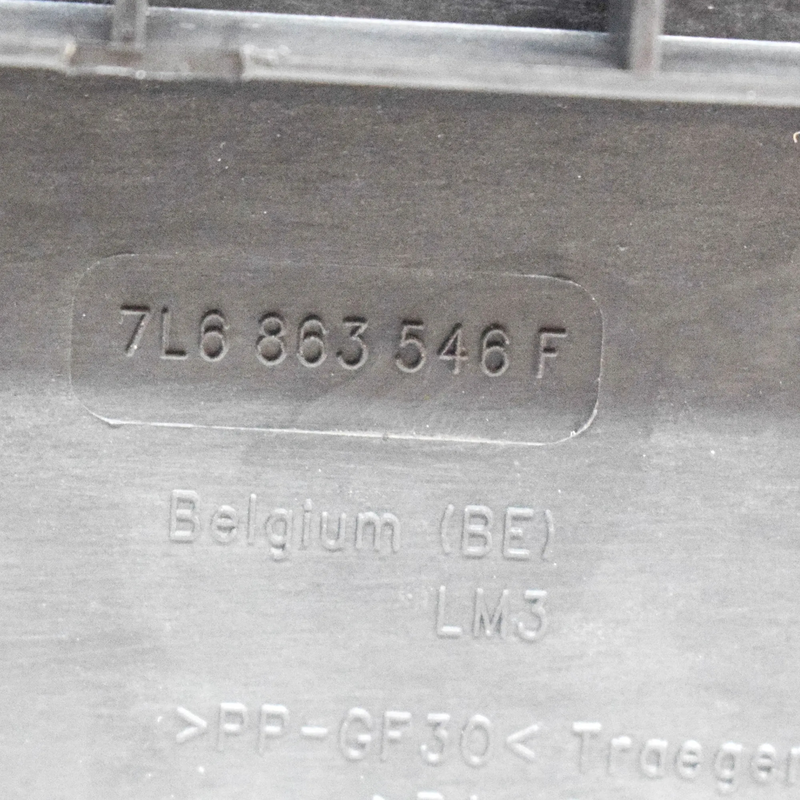 7L6 863 546 F
Belgium (BE)
LM3
>PP-GF30< Traeger